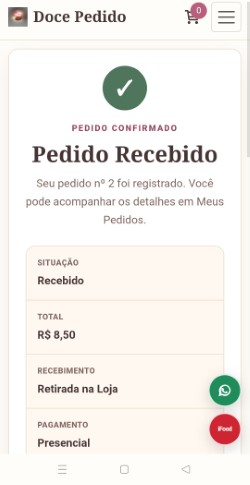 Doce Pedido
0
PEDIDO CONFIRMADO
Pedido Recebido
Seu pedido nº 2 foi registrado. Você
pode acompanhar os detalhes em Meus
Pedidos.
SITUAÇÃO
Recebido
TOTAL
R$ 8,50
RECEBIMENTO
Retirada na Loja
PAGAMENTO
Presencial
iFood